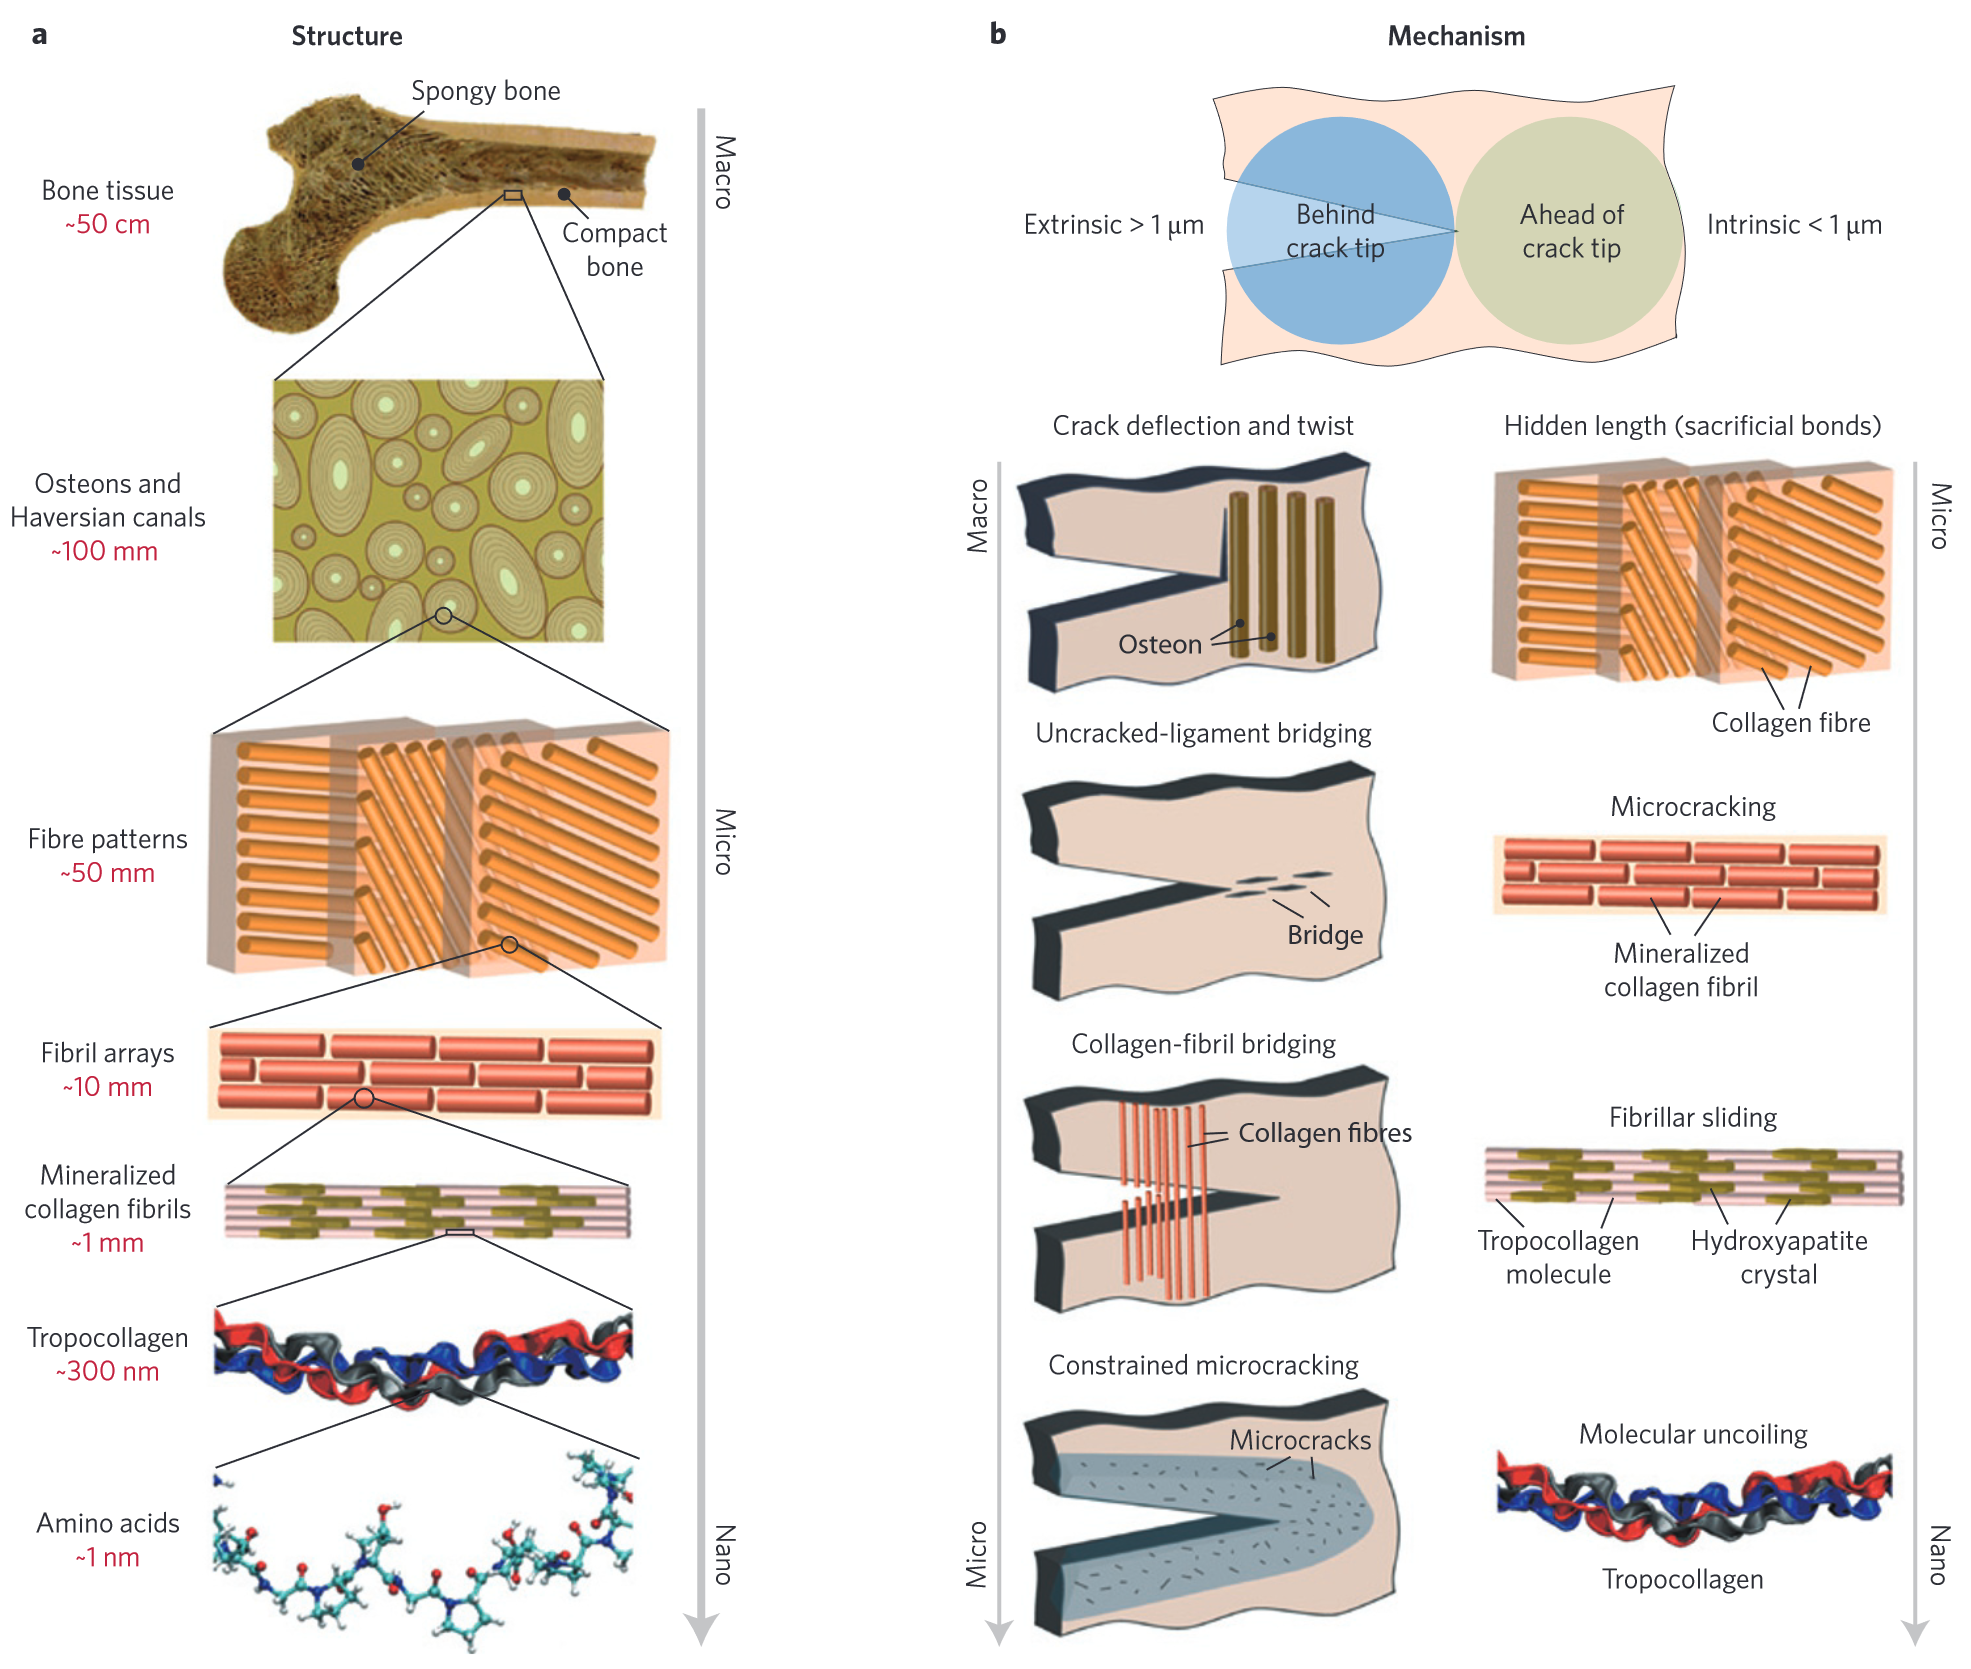 a
Structure
Spongy bone
Macro
Bone tissue
~50 cm
Compact
bone
Osteons and
Haversian canals
~100 mm
Fibre patterns
~50 mm
Micro
Fibril arrays
~10 mm
Mineralized
collagen fibrils
~1 mm
Tropocollagen
~300 nm
Amino acids
~1 nm
Nano
b
Mechanism
Extrinsic > 1 µm
Behind
crack tip
Ahead of
crack tip
Intrinsic < 1 µm
Crack deflection and twist
Macro
Osteon
Uncracked-ligament bridging
Bridge
Collagen-fibril bridging
Collagen fibres
Constrained microcracking
Microcracks
Micro
Hidden length (sacrificial bonds)
Micro
Collagen fibre
Microcracking
Mineralized
collagen fibril
Fibrillar sliding
Tropocollagen
molecule
Hydroxyapatite
crystal
Molecular uncoiling
Tropocollagen
Nano